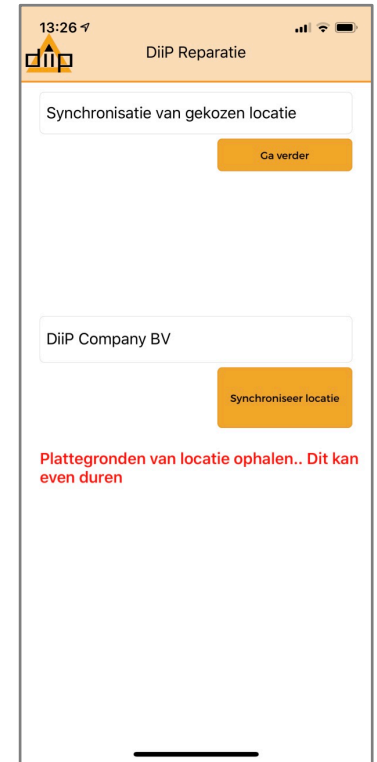 13:26
diip
DiiP Reparatie
Synchronisatie van gekozen locatie
Ga verder
DiiP Company BV
Synchroniseer locatie
Plattegronden van locatie ophalen.. Dit kan
even duren